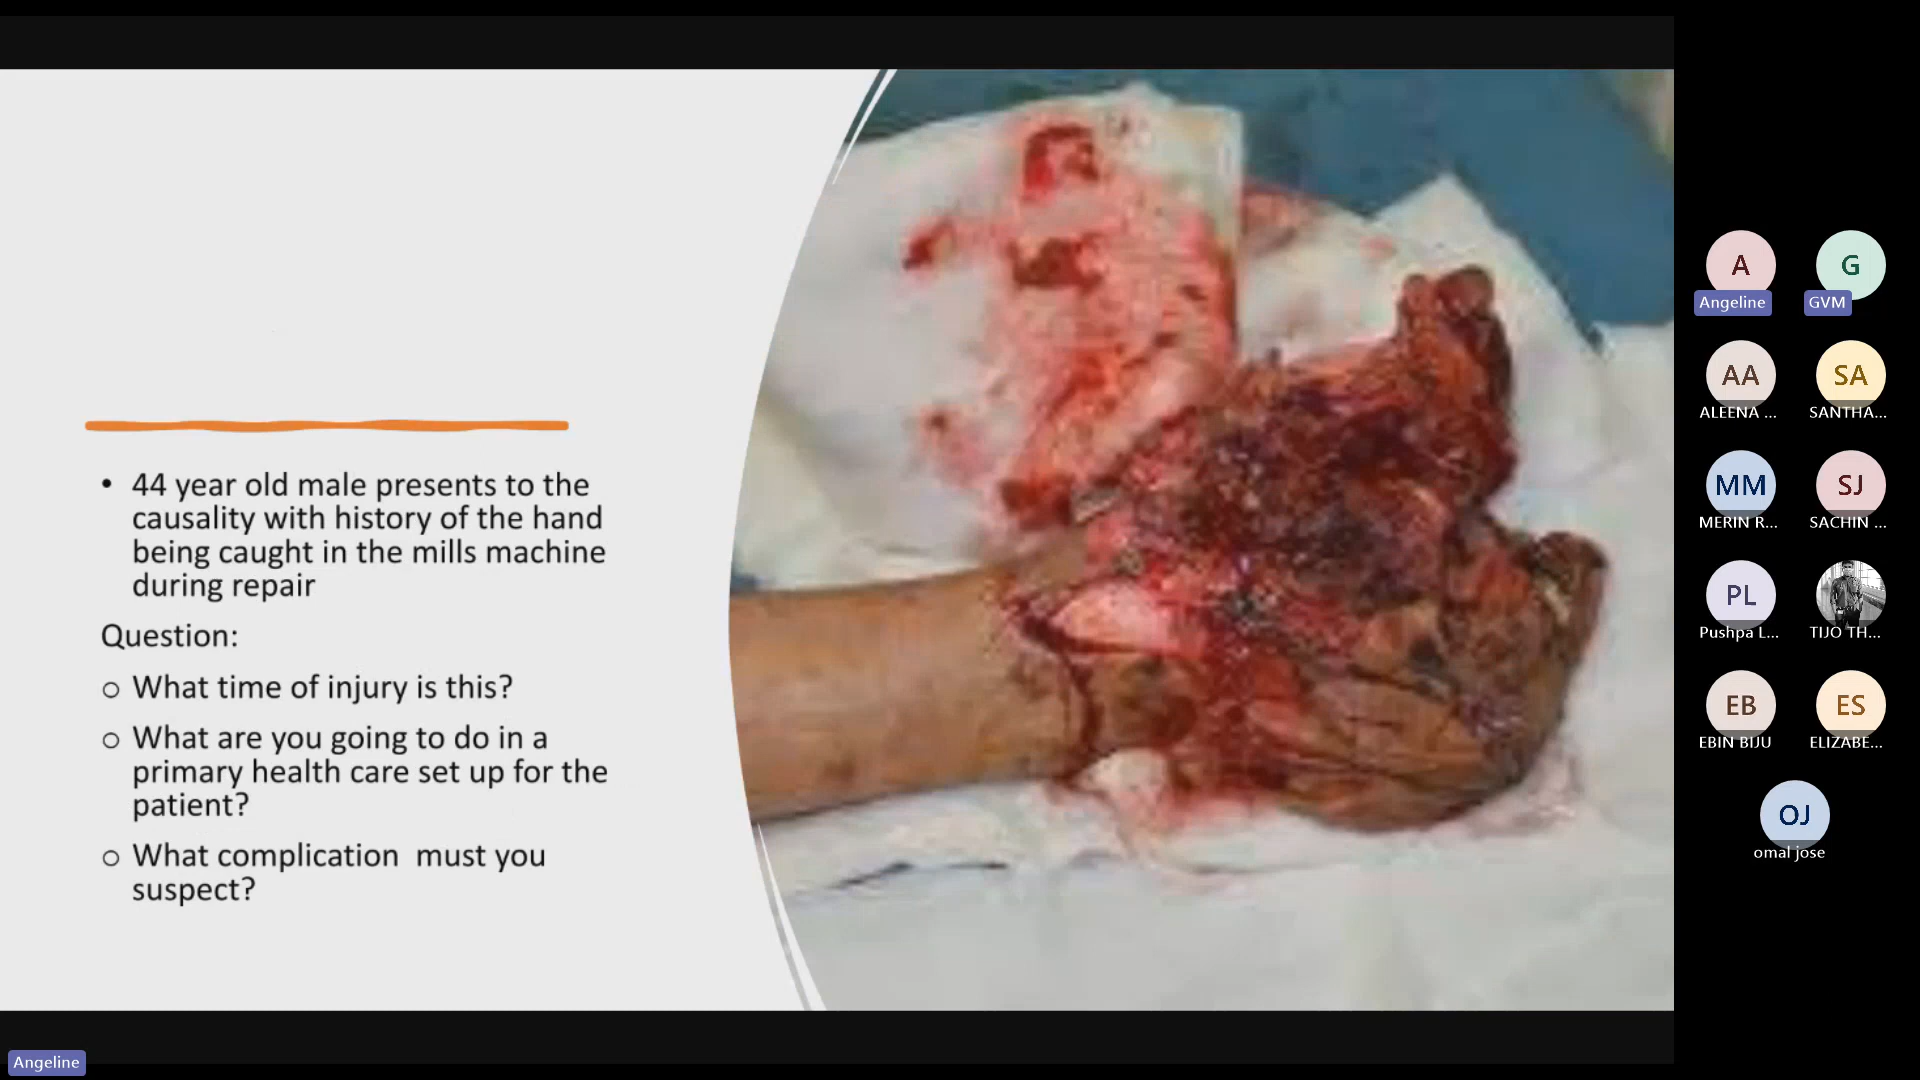 • 44 year old male presents to the
causality with history of the hand
being caught in the mills machine
during repair
Question:
o What time of injury is this?
o What are you going to do in a
primary health care set up for the
patient?
o What complication must you
suspect?
A
Angeline
G
GVM
AA
ALEENA ...
SA
SANTHA...
MM
MERIN R...
SJ
SACHIN ...
PL
Pushpa L...
TIJO TH...
EB
EBIN BIJU
ES
ELIZABE...
OJ
omal jose
Angeline